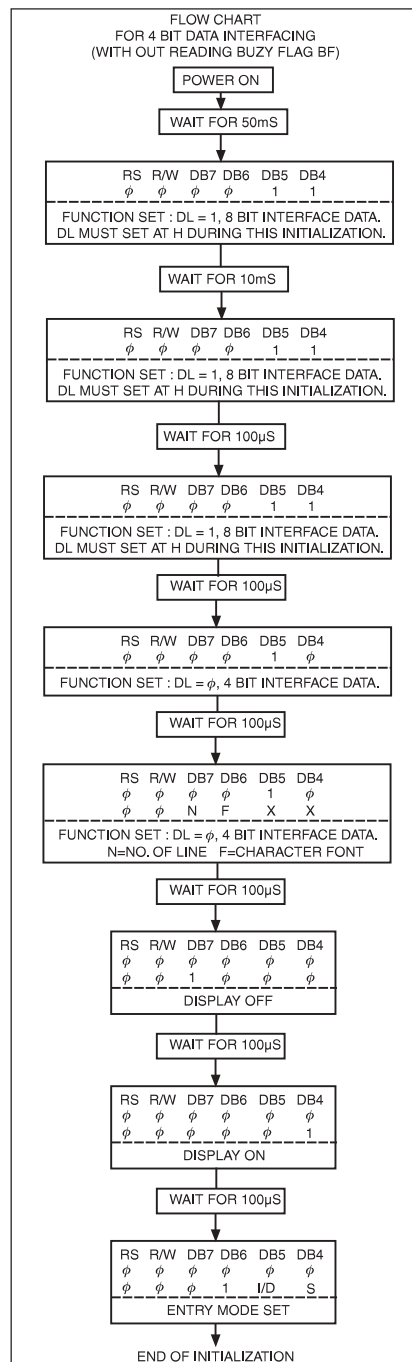 FLOW CHART
FOR 4 BIT DATA INTERFACING
(WITH OUT READING BUZY FLAG BF)
POWER ON
WAIT FOR 50mS
RS R/W DB7 DB6 DB5 DB4
ϕ ϕ ϕ ϕ 1 1
FUNCTION SET : DL = 1, 8 BIT INTERFACE DATA.
DL MUST SET AT H DURING THIS INITIALIZATION.
WAIT FOR 10mS
RS R/W DB7 DB6 DB5 DB4
ϕ ϕ ϕ ϕ 1 1
FUNCTION SET : DL = 1, 8 BIT INTERFACE DATA.
DL MUST SET AT H DURING THIS INITIALIZATION.
WAIT FOR 100µS
RS R/W DB7 DB6 DB5 DB4
ϕ ϕ ϕ ϕ 1 1
FUNCTION SET : DL = 1, 8 BIT INTERFACE DATA.
DL MUST SET AT H DURING THIS INITIALIZATION.
WAIT FOR 100µS
RS R/W DB7 DB6 DB5 DB4
ϕ ϕ ϕ ϕ 1 ϕ
FUNCTION SET : DL = ϕ, 4 BIT INTERFACE DATA.
WAIT FOR 100µS
RS R/W DB7 DB6 DB5 DB4
ϕ ϕ ϕ ϕ 1 ϕ
ϕ ϕ N F X X
FUNCTION SET : DL = ϕ, 4 BIT INTERFACE DATA.
N=NO. OF LINE F=CHARACTER FONT
WAIT FOR 100µS
RS R/W DB7 DB6 DB5 DB4
ϕ ϕ ϕ ϕ ϕ ϕ
ϕ ϕ 1 ϕ ϕ ϕ
DISPLAY OFF
WAIT FOR 100µS
RS R/W DB7 DB6 DB5 DB4
ϕ ϕ ϕ ϕ ϕ ϕ
ϕ ϕ ϕ ϕ ϕ 1
DISPLAY ON
WAIT FOR 100µS
RS R/W DB7 DB6 DB5 DB4
ϕ ϕ ϕ ϕ ϕ ϕ
ϕ ϕ ϕ 1 I/D S
ENTRY MODE SET
END OF INITIALIZATION